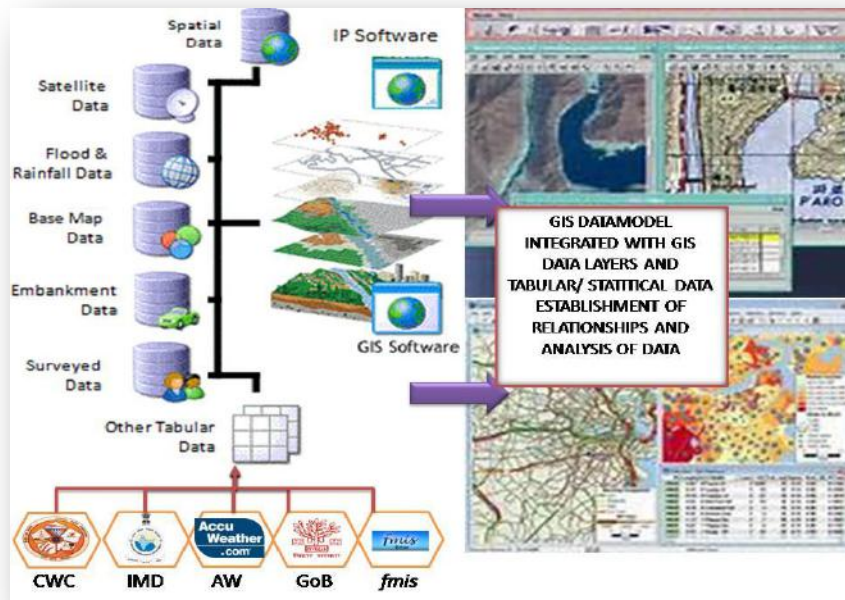 Spatial
Data
IP Software
Satellite
Data
Flood &
Rainfall Data
Base Map
Data
Embankment
Data
Surveyed
Data
Other Tabular
Data
GIS Software
GIS DATAMODEL
INTEGRATED WITH GIS
DATA LAYERS AND
TABULAR/ STATITICAL DATA
ESTABLISHMENT OF
RELATIONSHIPS AND
ANALYSIS OF DATA
P'ARO
Accu
Weather
.com
fmis
CWC
IMD
AW
GoB
fmis